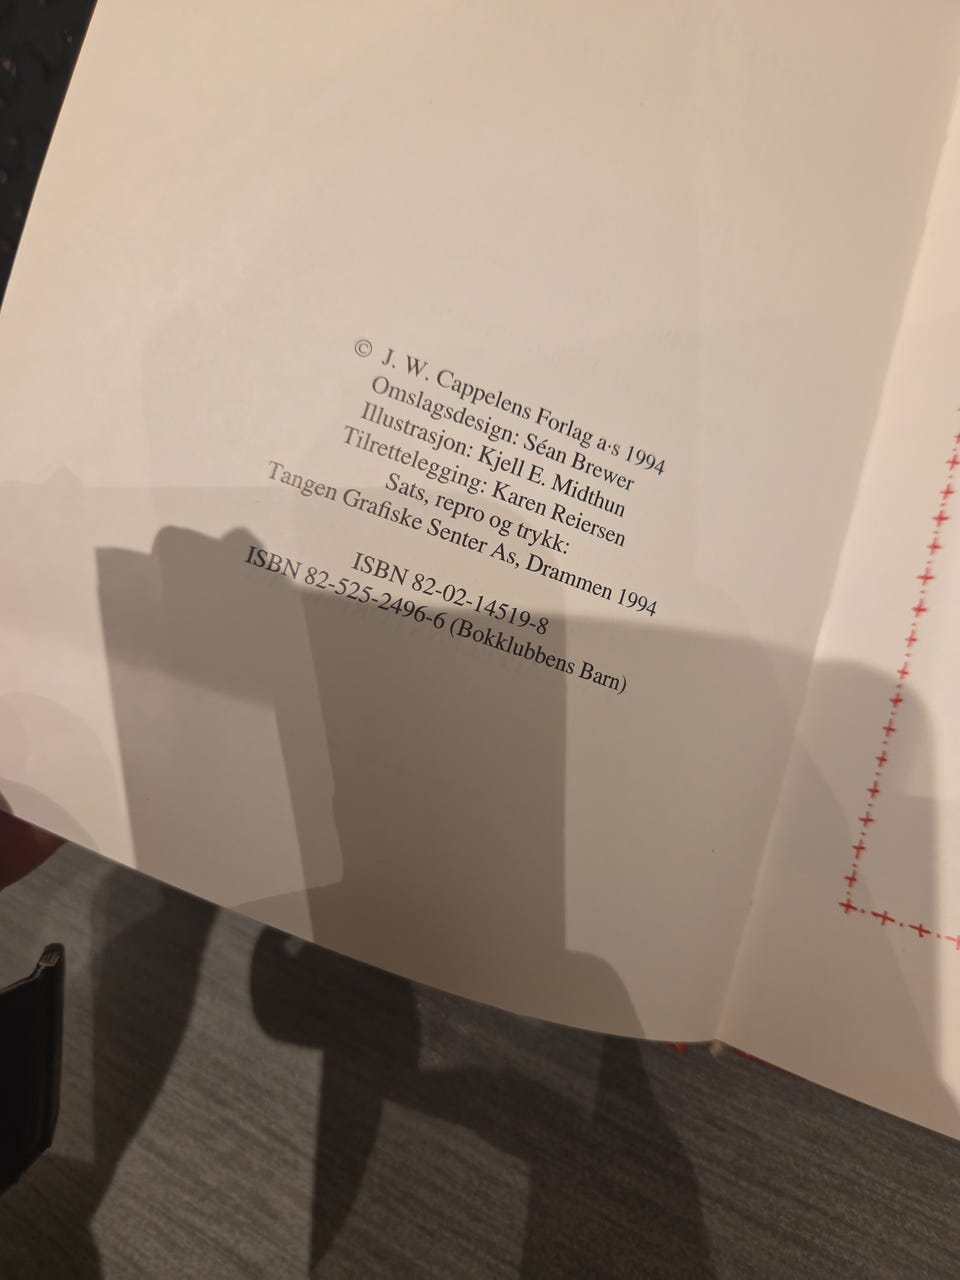 © J. W. Cappelens Forlag a·s 1994
Omslagsdesign: Séan Brewer
Illustrasjon: Kjell E. Midthun
Tilrettelegging: Karen Reiersen
Sats, repro og trykk:
Tangen Grafiske Senter As, Drammen 1994
ISBN 82-02-14519-8
ISBN 82-525-2496-6 (Bokklubbens Barn)